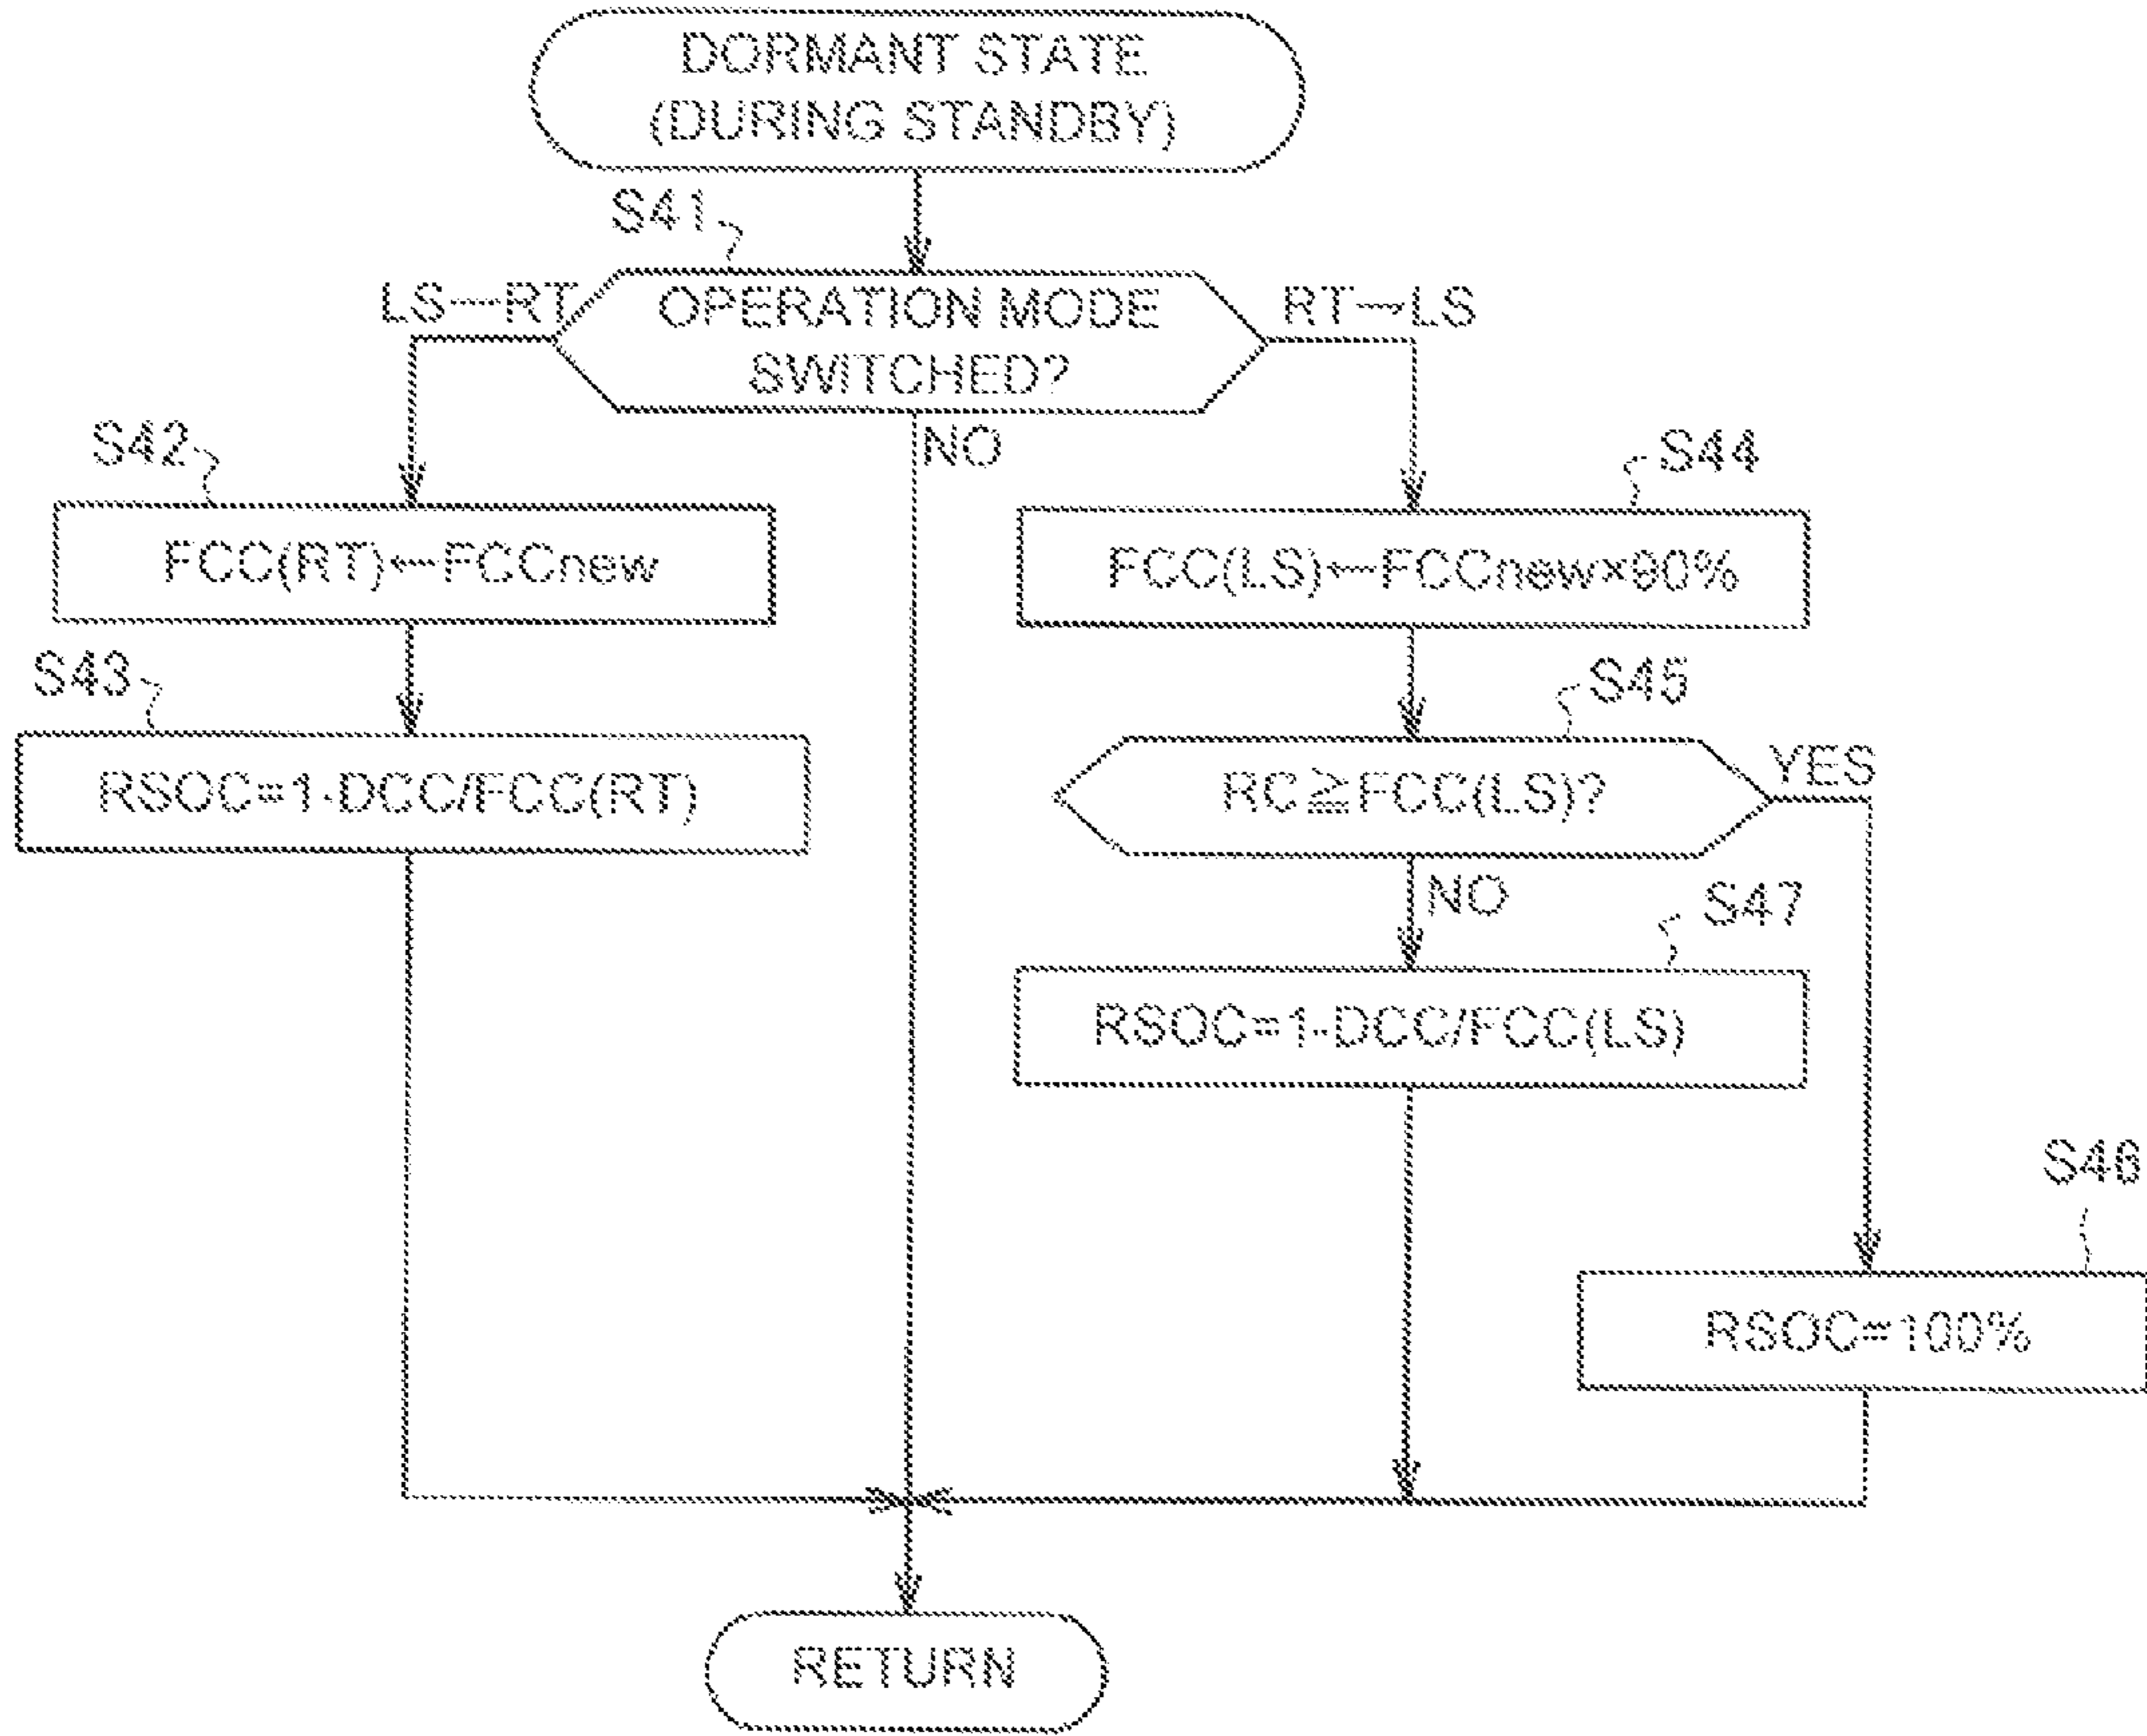 DORMANT STATE
(DURING STANDBY)
S41
LS→RT
OPERATION MODE
SWITCHED?
RT→LS
NO
S42
FCC(RT)←FCCnew
S43
RSOC=1-DCC/FCC(RT)
S44
FCC(LS)←FCCnew×90%
S45
RC≧FCC(LS)?
YES
NO
S47
RSOC=1-DCC/FCC(LS)
S46
RSOC=100%
RETURN